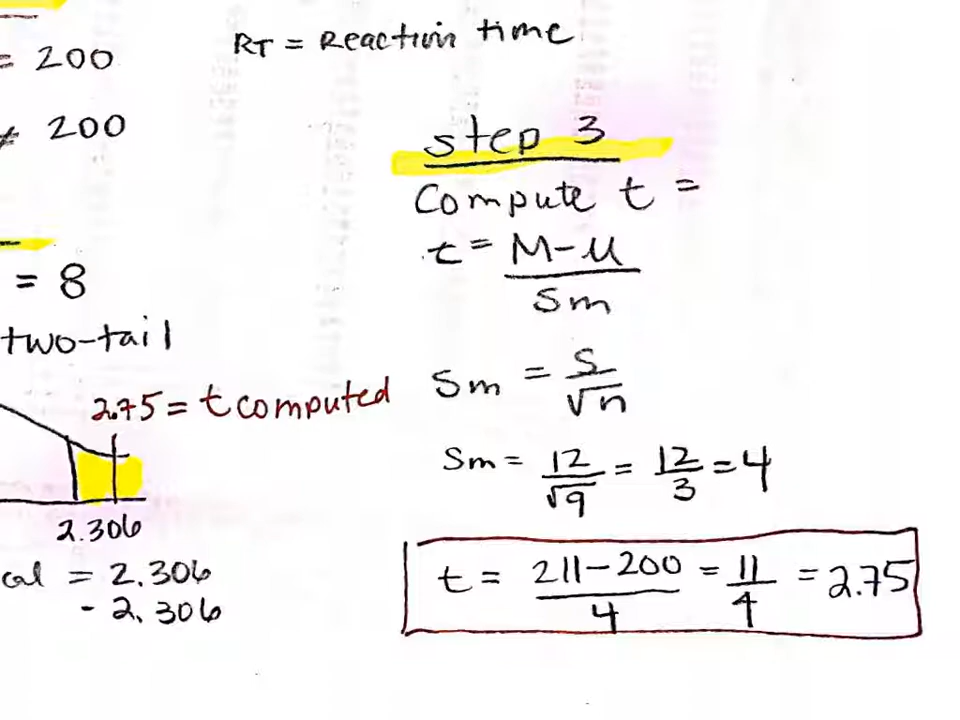 = 200
RT = Reaction time
≠ 200
step 3
Compute t =
t = M-μ / Sm
= 8
two-tail
Sm = S / √n
2.75 = t computed
Sm = 12 / √9 = 12 / 3 = 4
2.306
cal = 2.306
- 2.306
t = 211-200 / 4 = 11 / 4 = 2.75